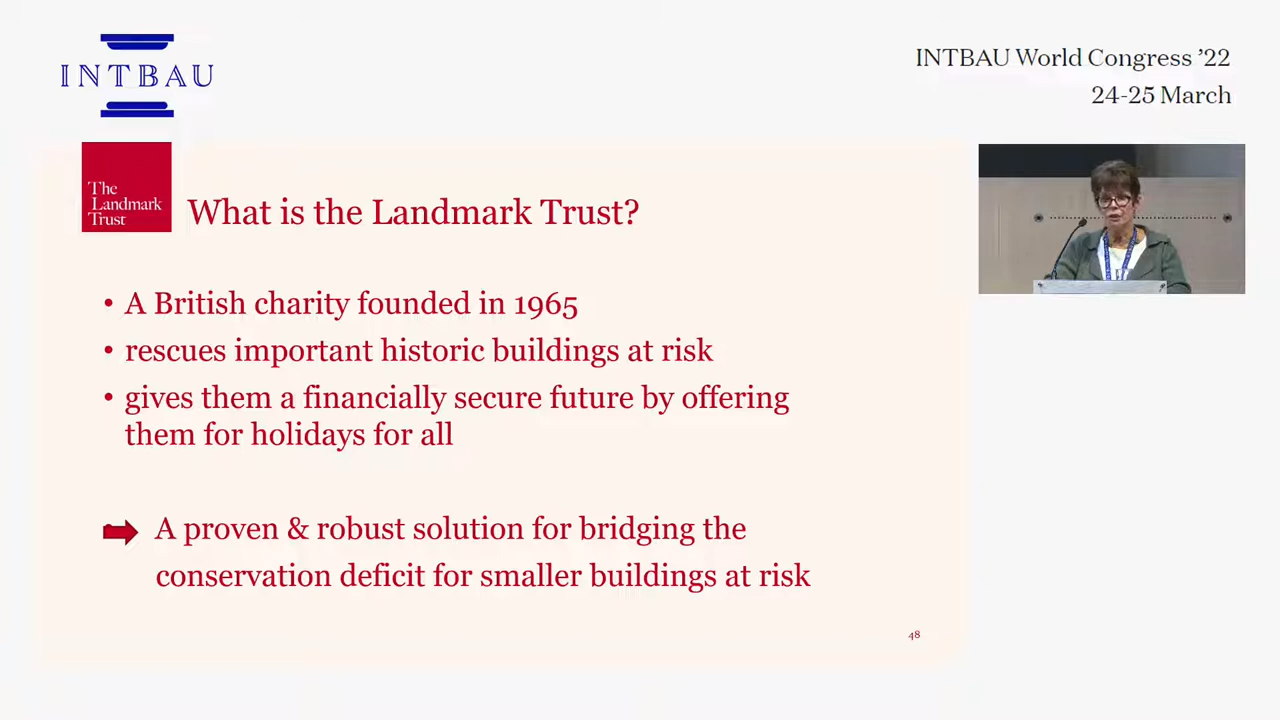 INTBAU
INTBAU World Congress ’22
24-25 March
The
Landmark
Trust
What is the Landmark Trust?
• A British charity founded in 1965
• rescues important historic buildings at risk
• gives them a financially secure future by offering
them for holidays for all
A proven & robust solution for bridging the
conservation deficit for smaller buildings at risk
48